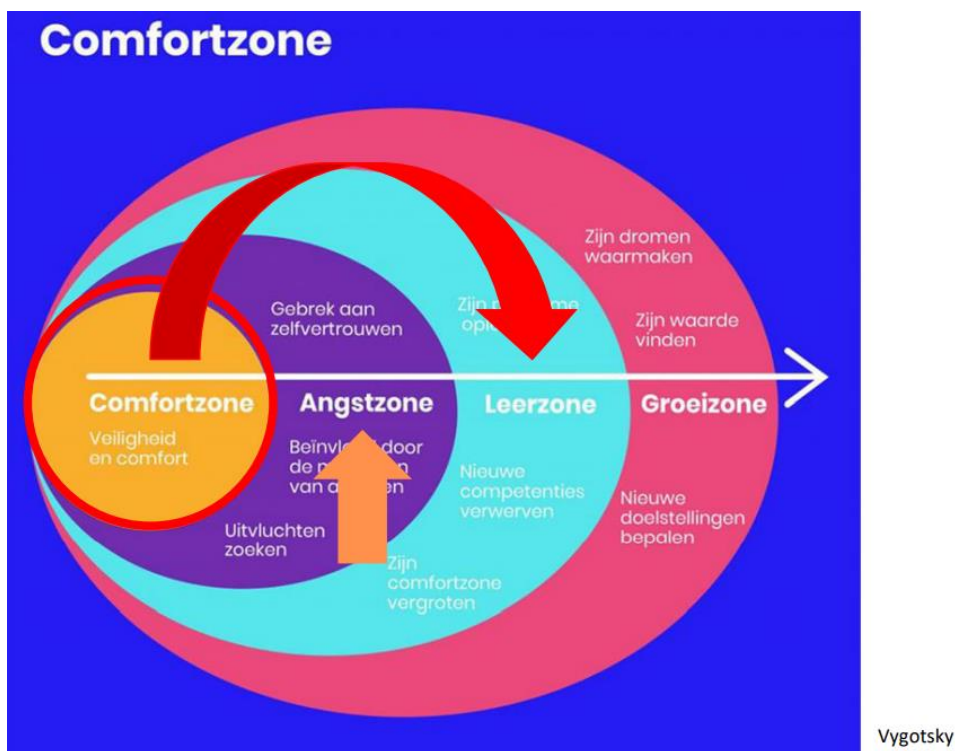 Comfortzone
Zijn dromen
waarmaken
Gebrek aan
zelfvertrouwen
Zijn
Zijn waarde
vinden
Comfortzone
Angstzone
Leerzone
Groeizone
Veiligheid
en comfort
door
de
van
Nieuwe
competenties
verwerven
Nieuwe
doelstellingen
bepalen
Uitvluchten
zoeken
Zijn
comfortzone
vergroten
Vygotsky